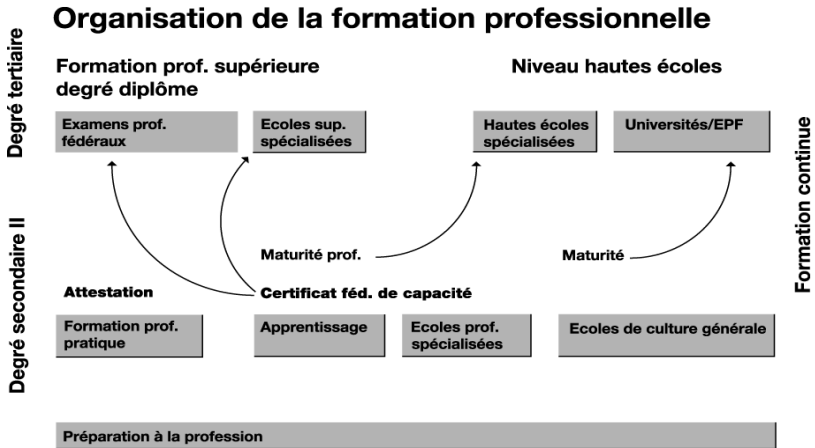 Organisation de la formation professionnelle
Degré tertiaire
Formation prof. supérieure
degré diplôme
Niveau hautes écoles
Examens prof.
fédéraux
Ecoles sup.
spécialisées
Hautes écoles
spécialisées
Universités/EPF
Formation continue
Degré secondaire II
Maturité prof.
Maturité
Attestation
Certificat féd. de capacité
Formation prof.
pratique
Apprentissage
Ecoles prof.
spécialisées
Ecoles de culture générale
Préparation à la profession